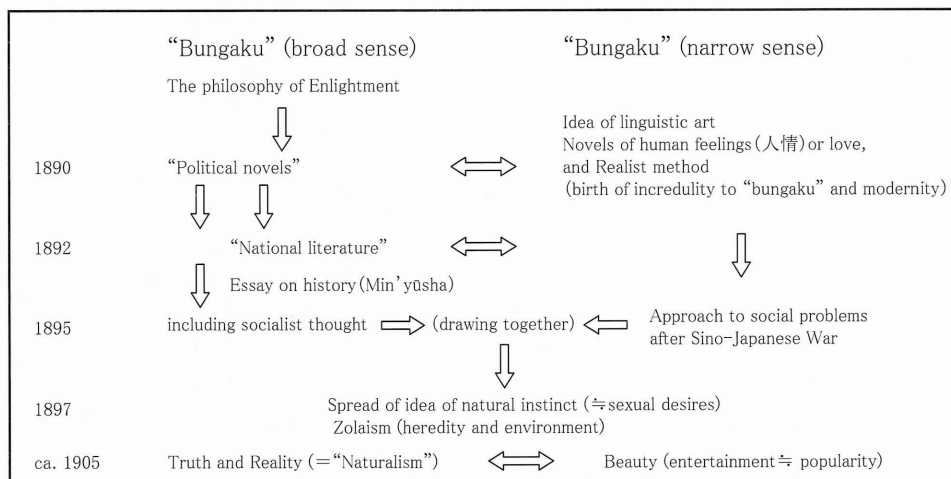 “Bungaku” (broad sense) “Bungaku” (narrow sense)
The philosophy of Enlightment
Idea of linguistic art
Novels of human feelings (人情) or love,
1890 “Political novels” and Realist method
(birth of incredulity to “bungaku” and modernity)
1892 “National literature”
Essay on history (Min'yūsha)
1895 including socialist thought (drawing together) Approach to social problems
after Sino-Japanese War
1897 Spread of idea of natural instinct (≒sexual desires)
Zolaism (heredity and environment)
ca. 1905 Truth and Reality (=“Naturalism”) Beauty (entertainment≒ popularity)